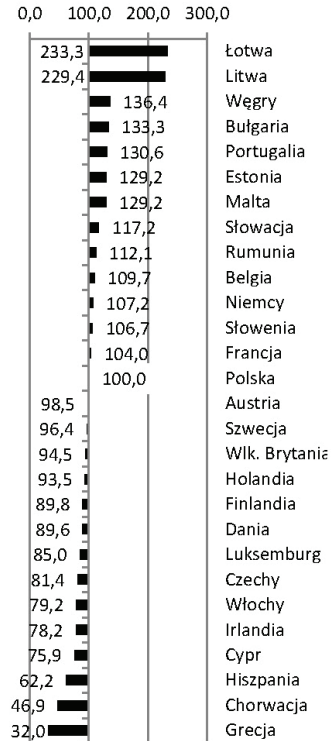 0,0 100,0 200,0 300,0
233,3 Łotwa
229,4 Litwa
136,4 Węgry
133,3 Bułgaria
130,6 Portugalia
129,2 Estonia
129,2 Malta
117,2 Słowacja
112,1 Rumunia
109,7 Belgia
107,2 Niemcy
106,7 Słowenia
104,0 Francja
100,0 Polska
98,5 Austria
96,4 Szwecja
94,5 Wlk. Brytania
93,5 Holandia
89,8 Finlandia
89,6 Dania
85,0 Luksemburg
81,4 Czechy
79,2 Włochy
78,2 Irlandia
75,9 Cypr
62,2 Hiszpania
46,9 Chorwacja
32,0 Grecja